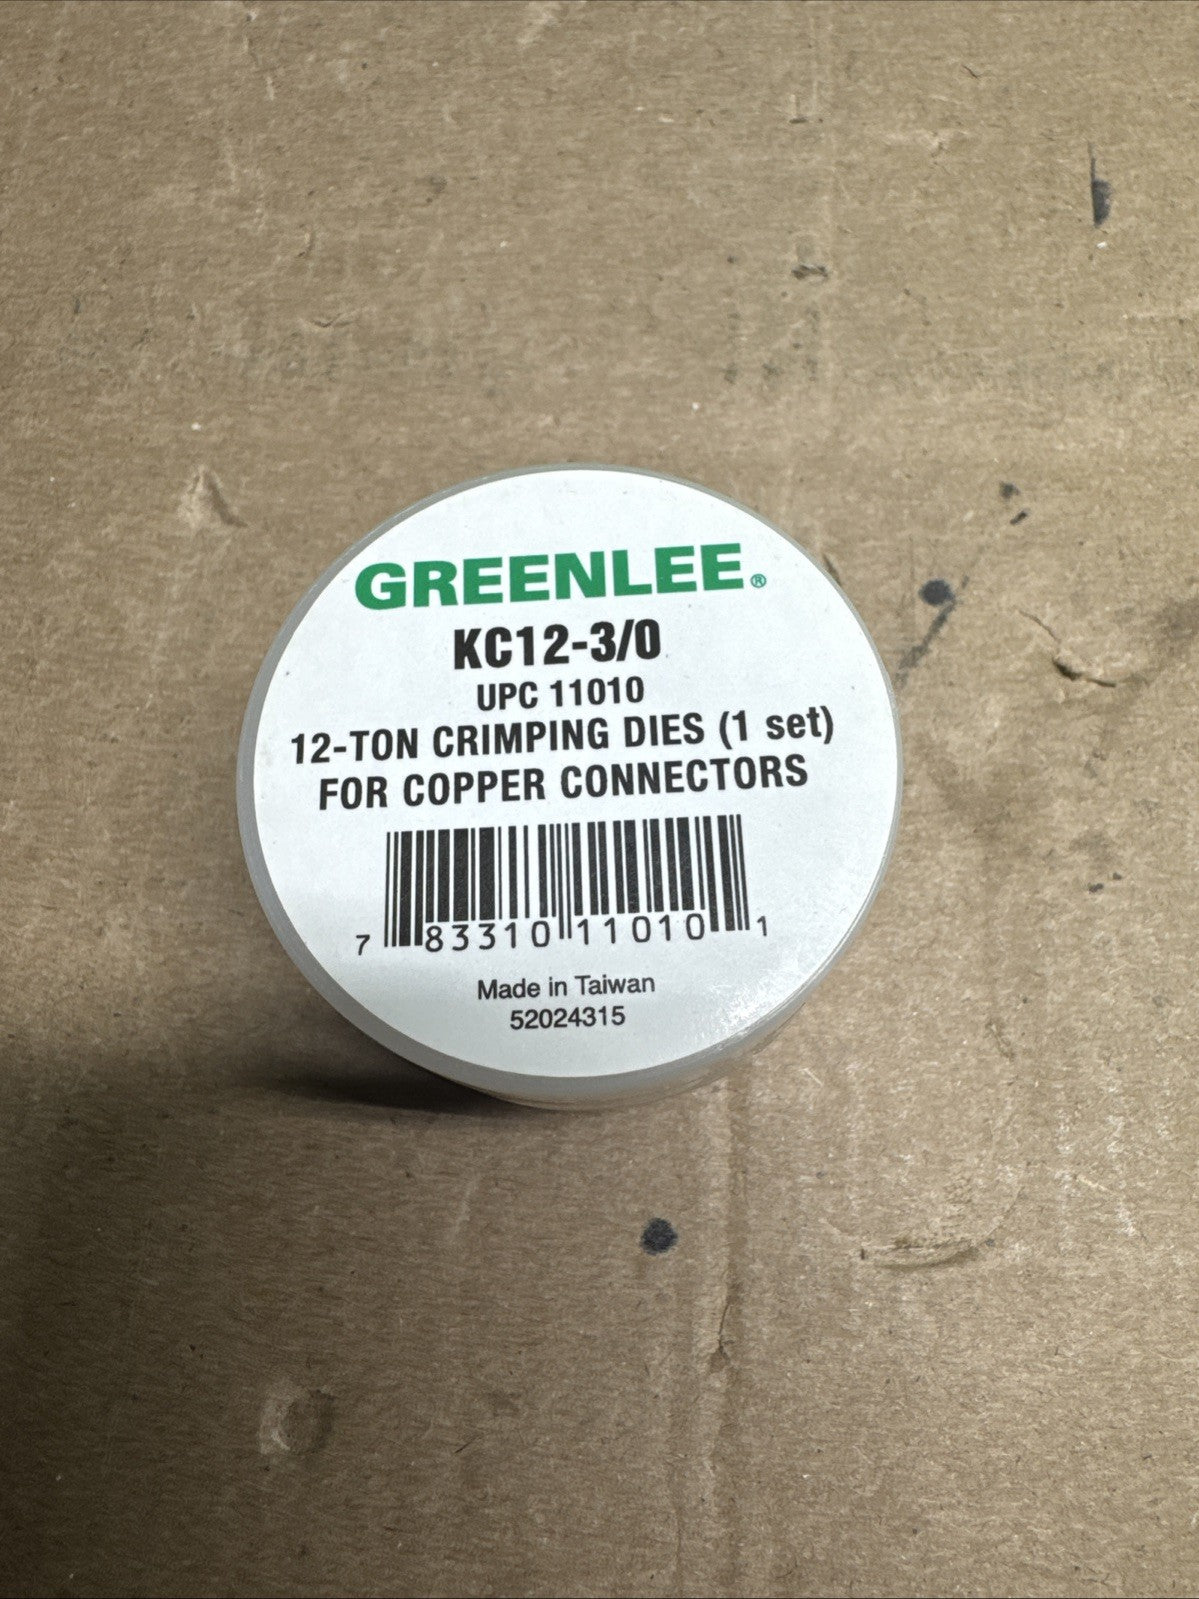 GREENLEE®
KC12-3/0
UPC 11010
12-TON CRIMPING DIES (1 set)
FOR COPPER CONNECTORS
7 83310 11010 1
Made in Taiwan
52024315